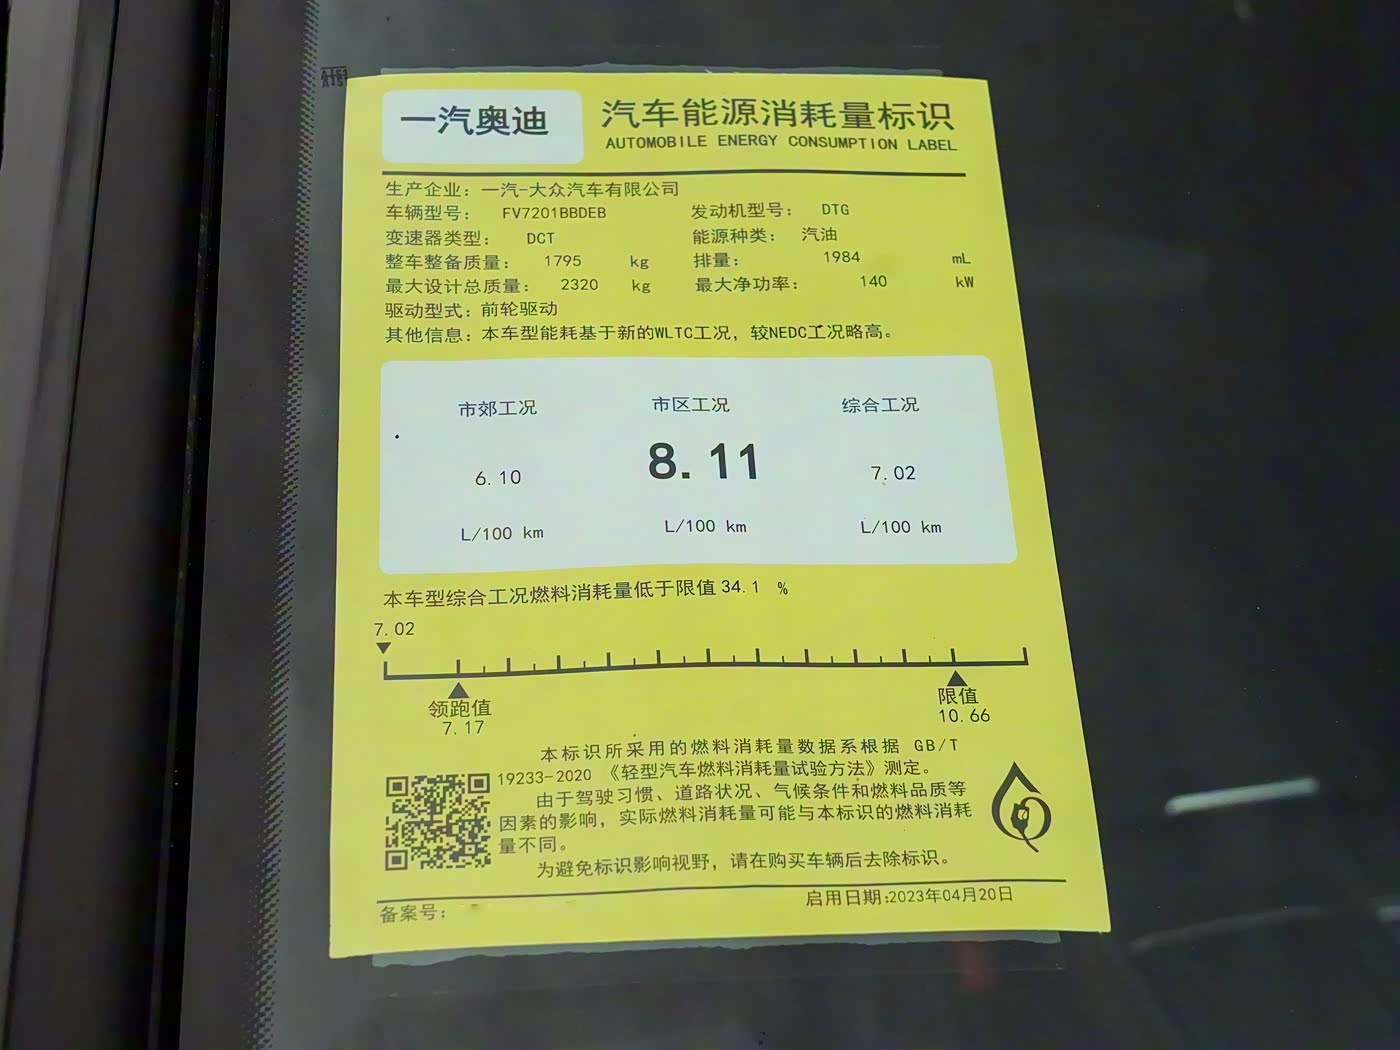 一汽奥迪
汽车能源消耗量标识
AUTOMOBILE ENERGY CONSUMPTION LABEL
生产企业：一汽-大众汽车有限公司
车辆型号： FV7201BBDEB 发动机型号： DTG
变速器类型： DCT 能源种类： 汽油
整车整备质量： 1795 kg 排量： 1984 mL
最大设计总质量： 2320 kg 最大净功率： 140 kW
驱动型式：前轮驱动
其他信息：本车型能耗基于新的WLTC工况，较NEDC工况略高。
市郊工况 市区工况 综合工况
6.10 8.11 7.02
L/100 km L/100 km L/100 km
本车型综合工况燃料消耗量低于限值 34.1 %
7.02
领跑值 限值
7.17 10.66
本标识所采用的燃料消耗量数据系根据 GB/T
19233-2020 《轻型汽车燃料消耗量试验方法》测定。
由于驾驶习惯、道路状况、气候条件和燃料品质等
因素的影响，实际燃料消耗量可能与本标识的燃料消耗
量不同。
为避免标识影响视野，请在购买车辆后去除标识。
备案号： 启用日期:2023年04月20日